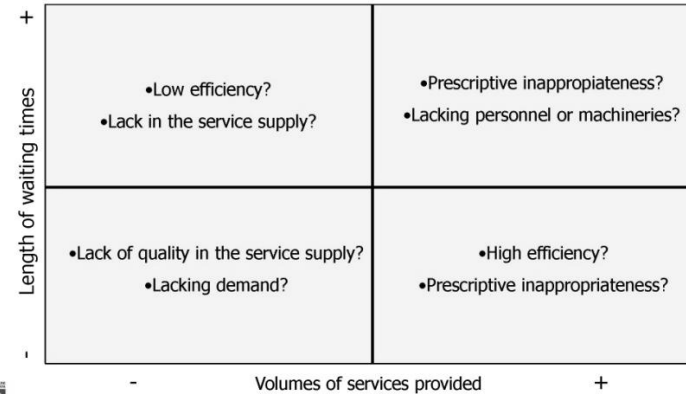 +
•Low efficiency?
•Lack in the service supply?
•Prescriptive inappropiateness?
•Lacking personnel or machineries?
Length of waiting times
•Lack of quality in the service supply?
•Lacking demand?
•High efficiency?
•Prescriptive inappropriateness?
-
- Volumes of services provided +